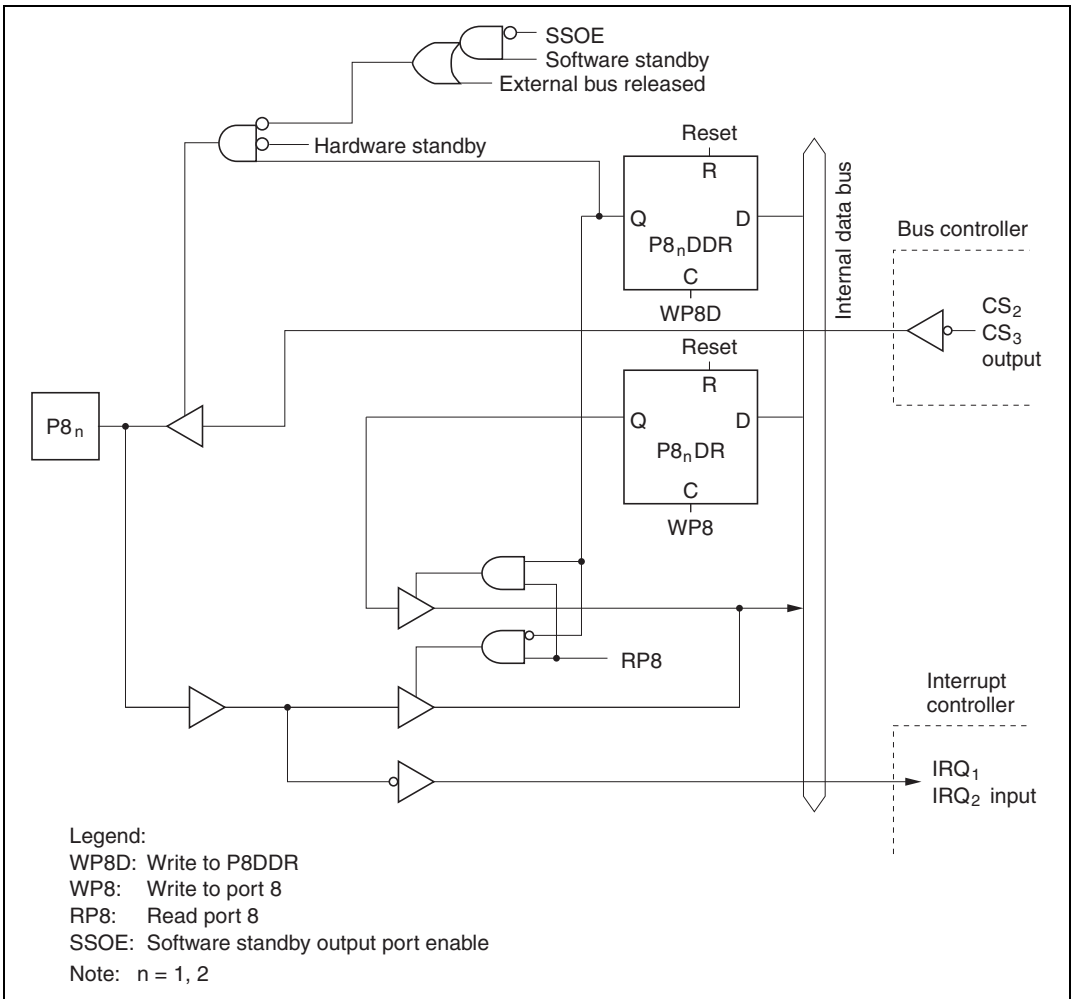 SSOE
Software standby
External bus released
Hardware standby
Reset
R
Q
D
P8nDDR
C
WP8D
Internal data bus
Bus controller
CS2
CS3
output
Reset
R
Q
D
P8nDR
C
WP8
P8n
RP8
Interrupt
controller
IRQ1
IRQ2 input
Legend:
WP8D: Write to P8DDR
WP8: Write to port 8
RP8: Read port 8
SSOE: Software standby output port enable
Note: n = 1, 2